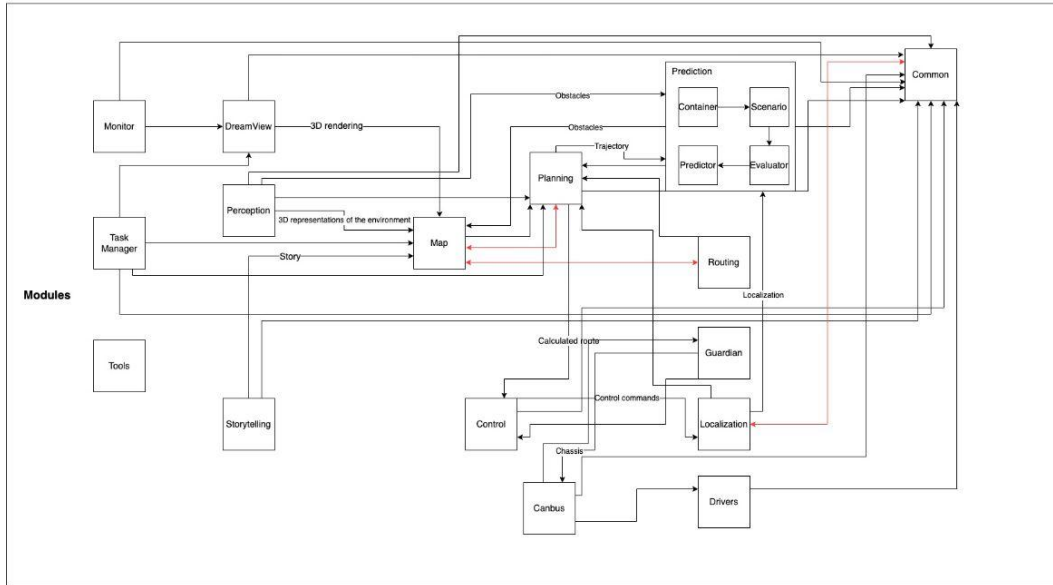 Common
Prediction
Container
Scenario
Obstacles
Monitor
DreamView
3D rendering
Obstacles
Trajectory
Predictor
Evaluator
Planning
Perception
3D representations of the environment
Task
Manager
Map
Story
Routing
Modules
Localization
Calculated route
Guardian
Tools
Control commands
Storytelling
Control
Localization
Chassis
Canbus
Drivers